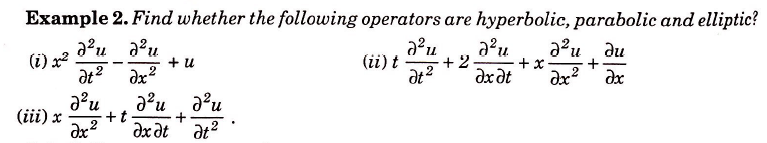 Example 2. Find whether the following operators are hyperbolic, parabolic and elliptic?
(i) x² ∂²u/∂t² − ∂²u/∂x² + u (ii) t ∂²u/∂t² + 2 ∂²u/∂x∂t + x ∂²u/∂x² + ∂u/∂x
(iii) x ∂²u/∂x² + t ∂²u/∂x∂t + ∂²u/∂t² .